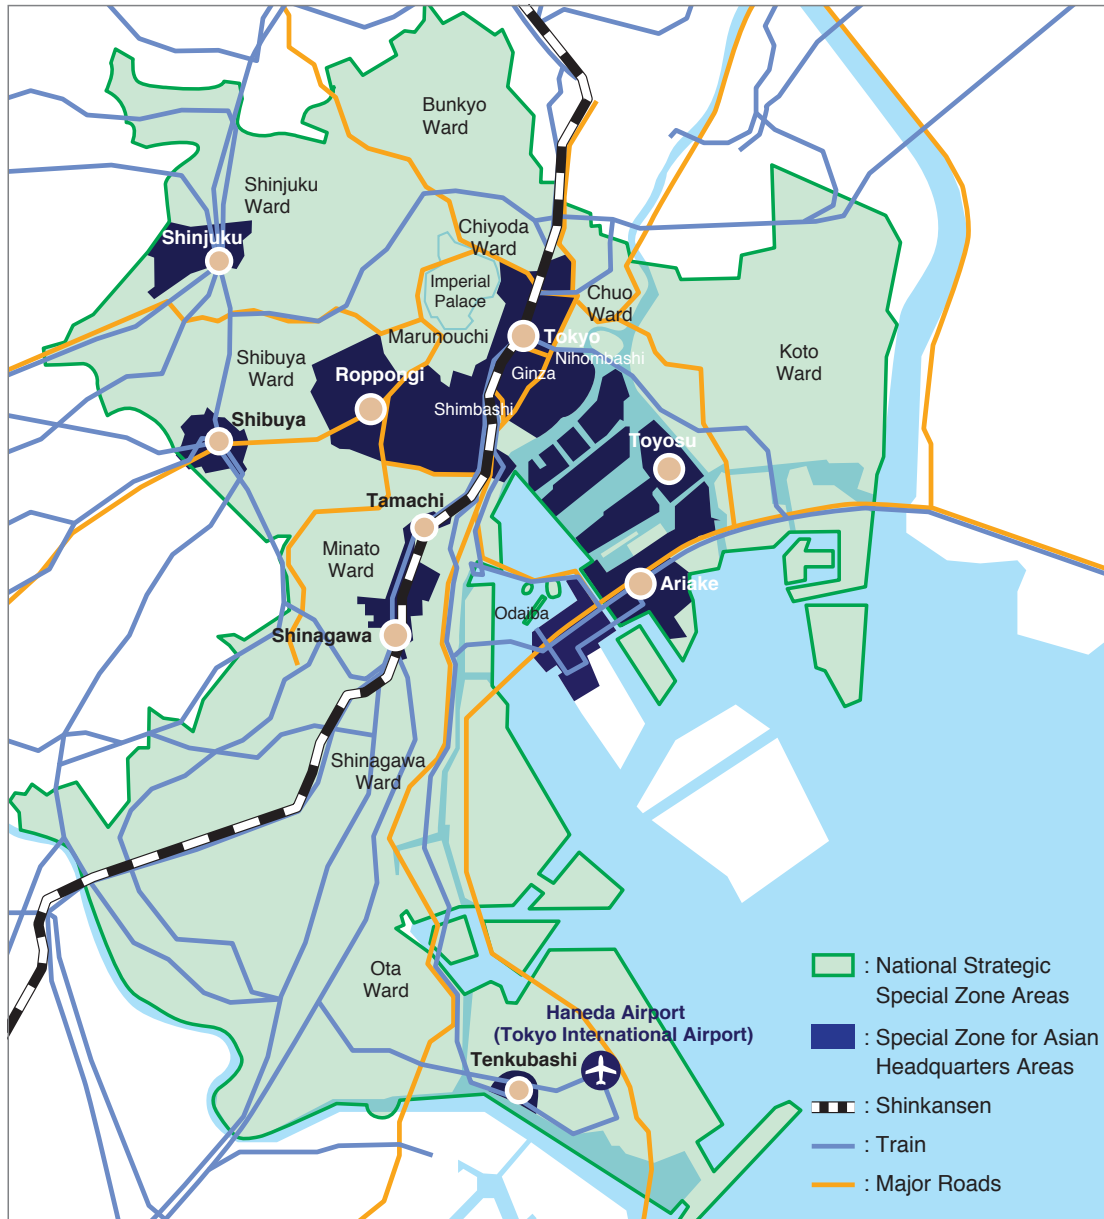 Bunkyo
Ward
Shinjuku
Ward
Shinjuku
Chiyoda
Ward
Imperial
Palace
Chuo
Ward
Marunouchi
Tokyo
Nihombashi
Koto
Ward
Shibuya
Ward
Roppongi
Ginza
Shimbashi
Shibuya
Toyosu
Tamachi
Minato
Ward
Ariake
Odaiba
Shinagawa
Shinagawa
Ward
Ota
Ward
Haneda Airport
(Tokyo International Airport)
Tenkubashi
: National Strategic
Special Zone Areas
: Special Zone for Asian
Headquarters Areas
: Shinkansen
: Train
: Major Roads